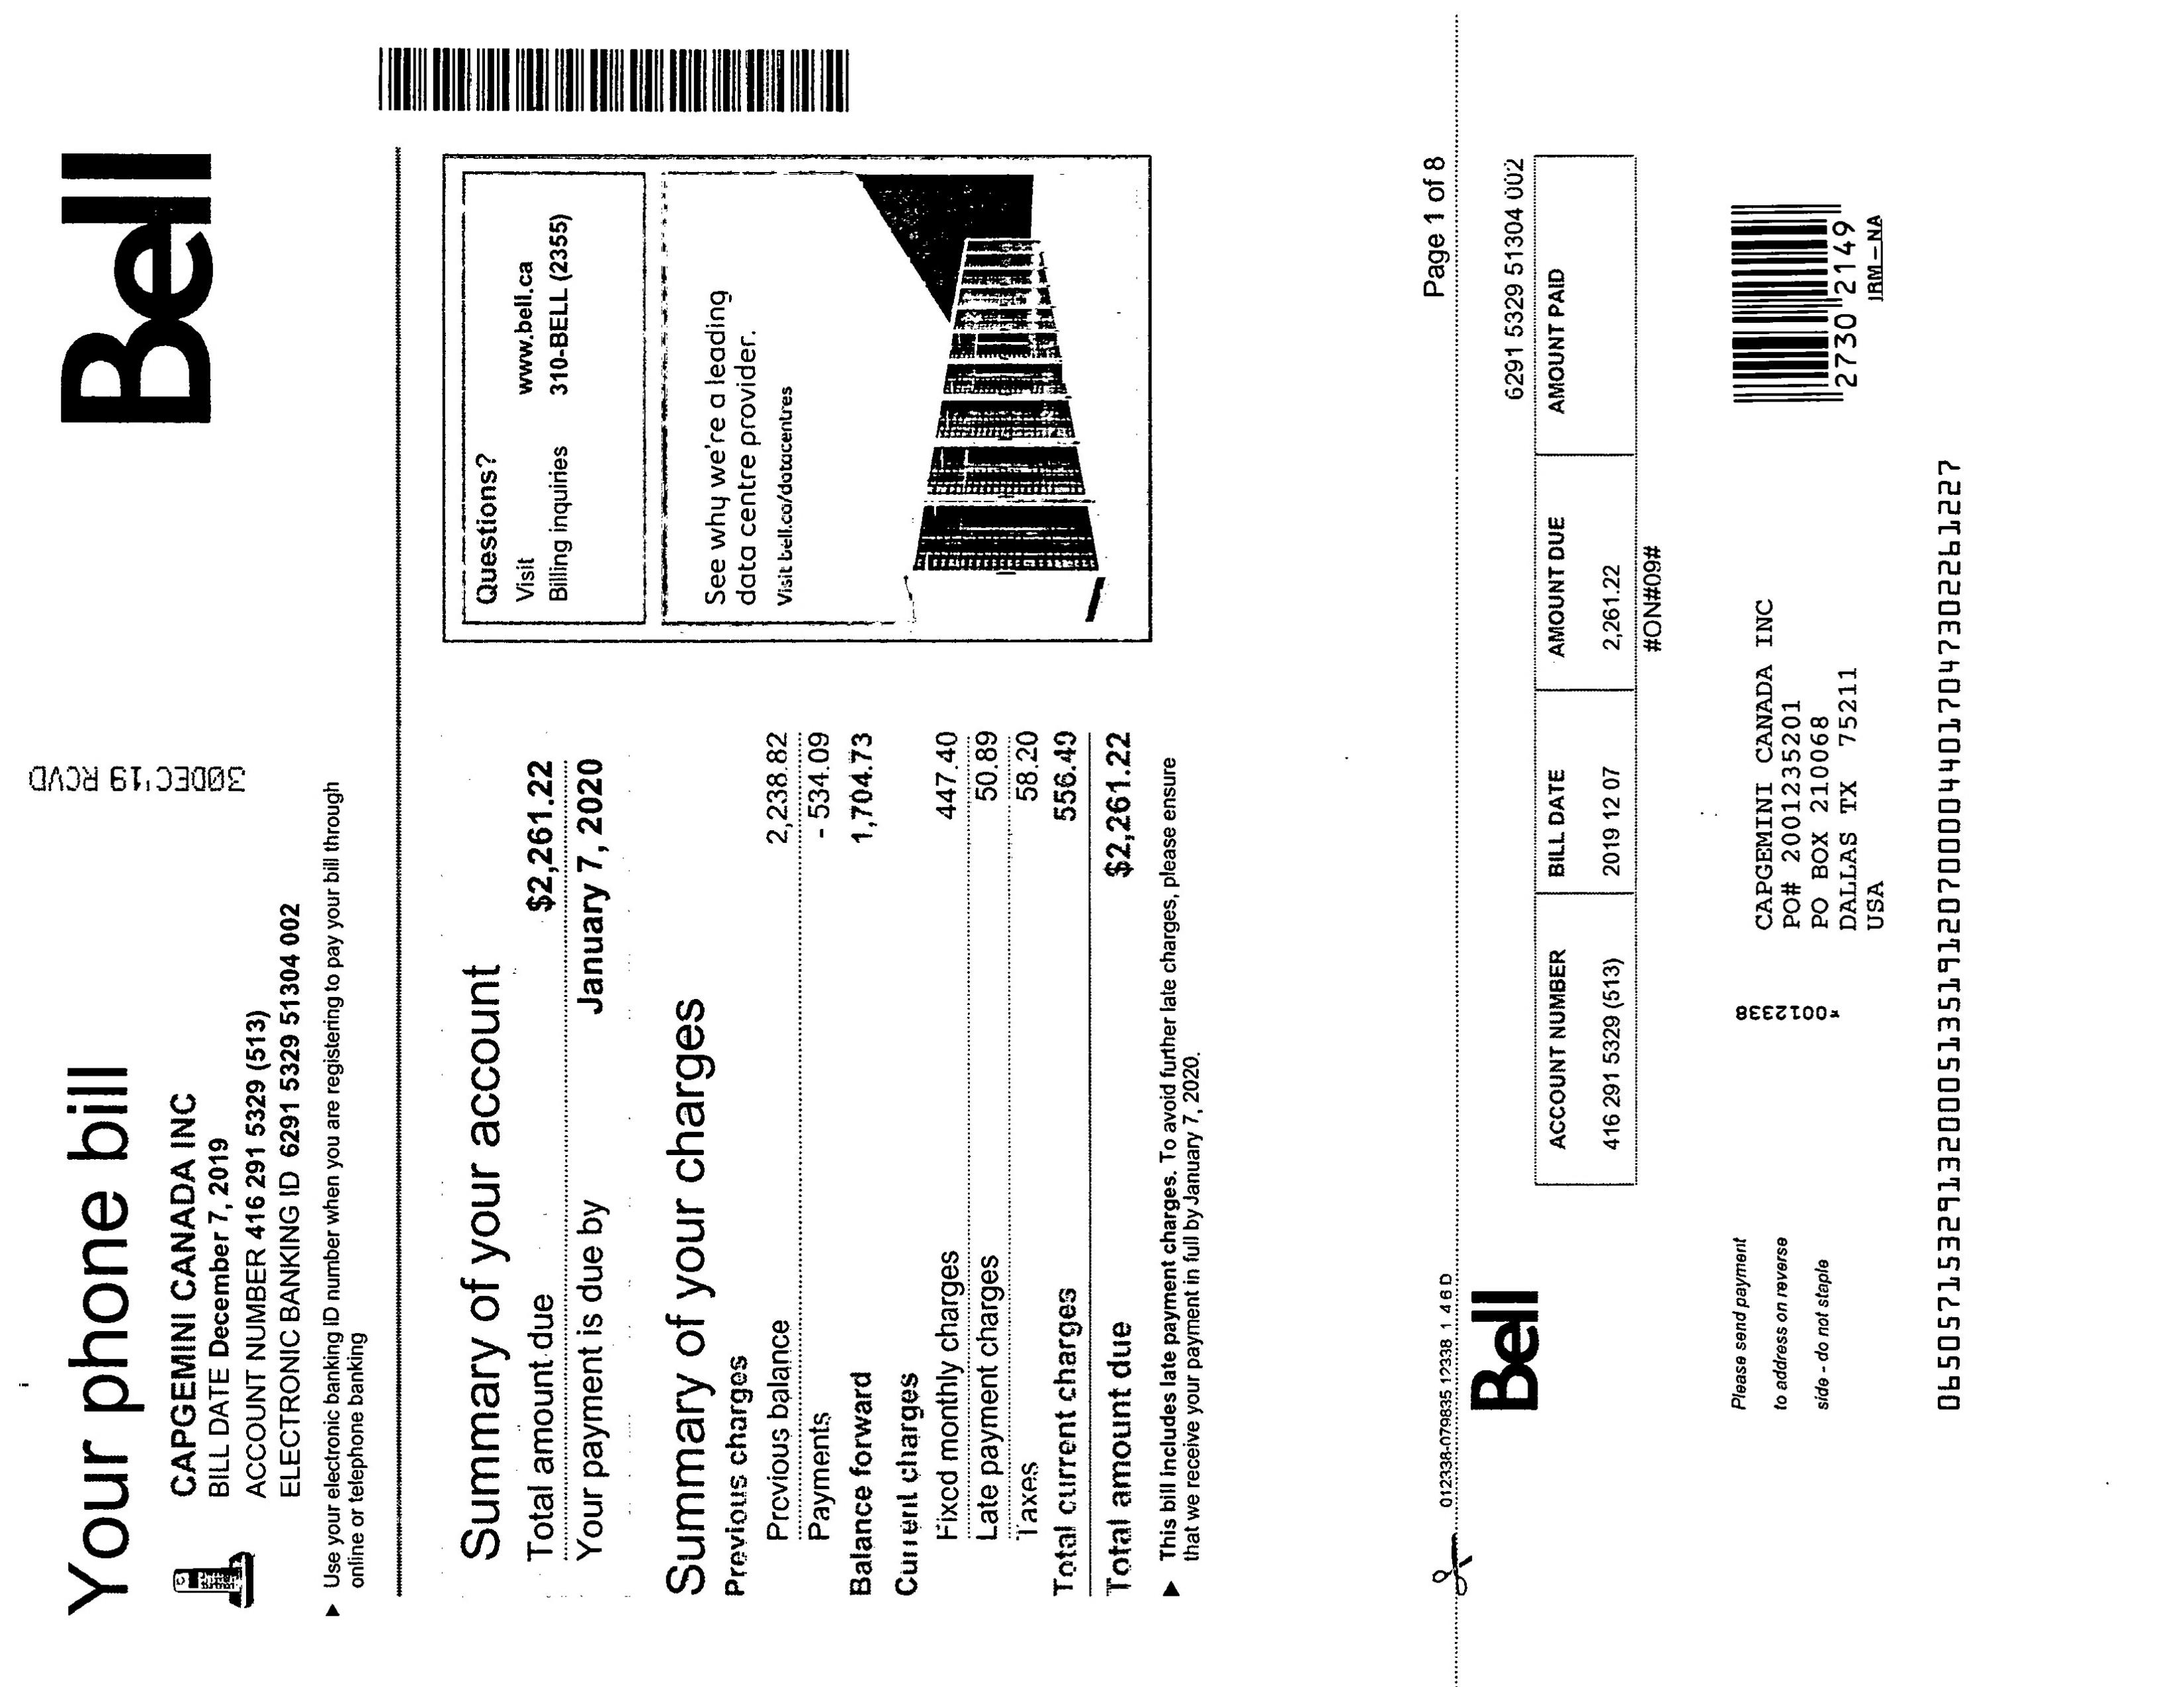 Your phone bill
Bell
30DEC'19 RCVD
CAPGEMINI CANADA INC
BILL DATE December 7, 2019
ACCOUNT NUMBER 416 291 5329 (513)
ELECTRONIC BANKING ID 6291 5329 51304 002
Use your electronic banking ID number when you are registering to pay your bill through
online or telephone banking
Summary of your account
Total amount due $2,261.22
Your payment is due by January 7, 2020
Summary of your charges
Previous charges
Previous balance 2,238.82
Payments - 534.09
Balance forward 1,704.73
Current charges
Fixed monthly charges 447.40
Late payment charges 50.89
Taxes 58.20
Total current charges 556.49
Total amount due $2,261.22
This bill includes late payment charges. To avoid further late charges, please ensure
that we receive your payment in full by January 7, 2020.
Questions?
Visit www.bell.ca
Billing inquiries 310-BELL (2355)
See why we're a leading
data centre provider.
Visit bell.ca/datacentres
Page 1 of 8
012338-079835 12338 1 46D
Bell
6291 5329 51304 002
ACCOUNT NUMBER BILL DATE AMOUNT DUE AMOUNT PAID
416 291 5329 (513) 2019 12 07 2,261.22
#ON#09#
Please send payment
to address on reverse
side - do not staple
*0012338
CAPGEMINI CANADA INC
PO# 2001235201
PO BOX 210068
DALLAS TX 75211
USA
2730 2149
JRM-NA
065057153291320005135191207000044017047302261227